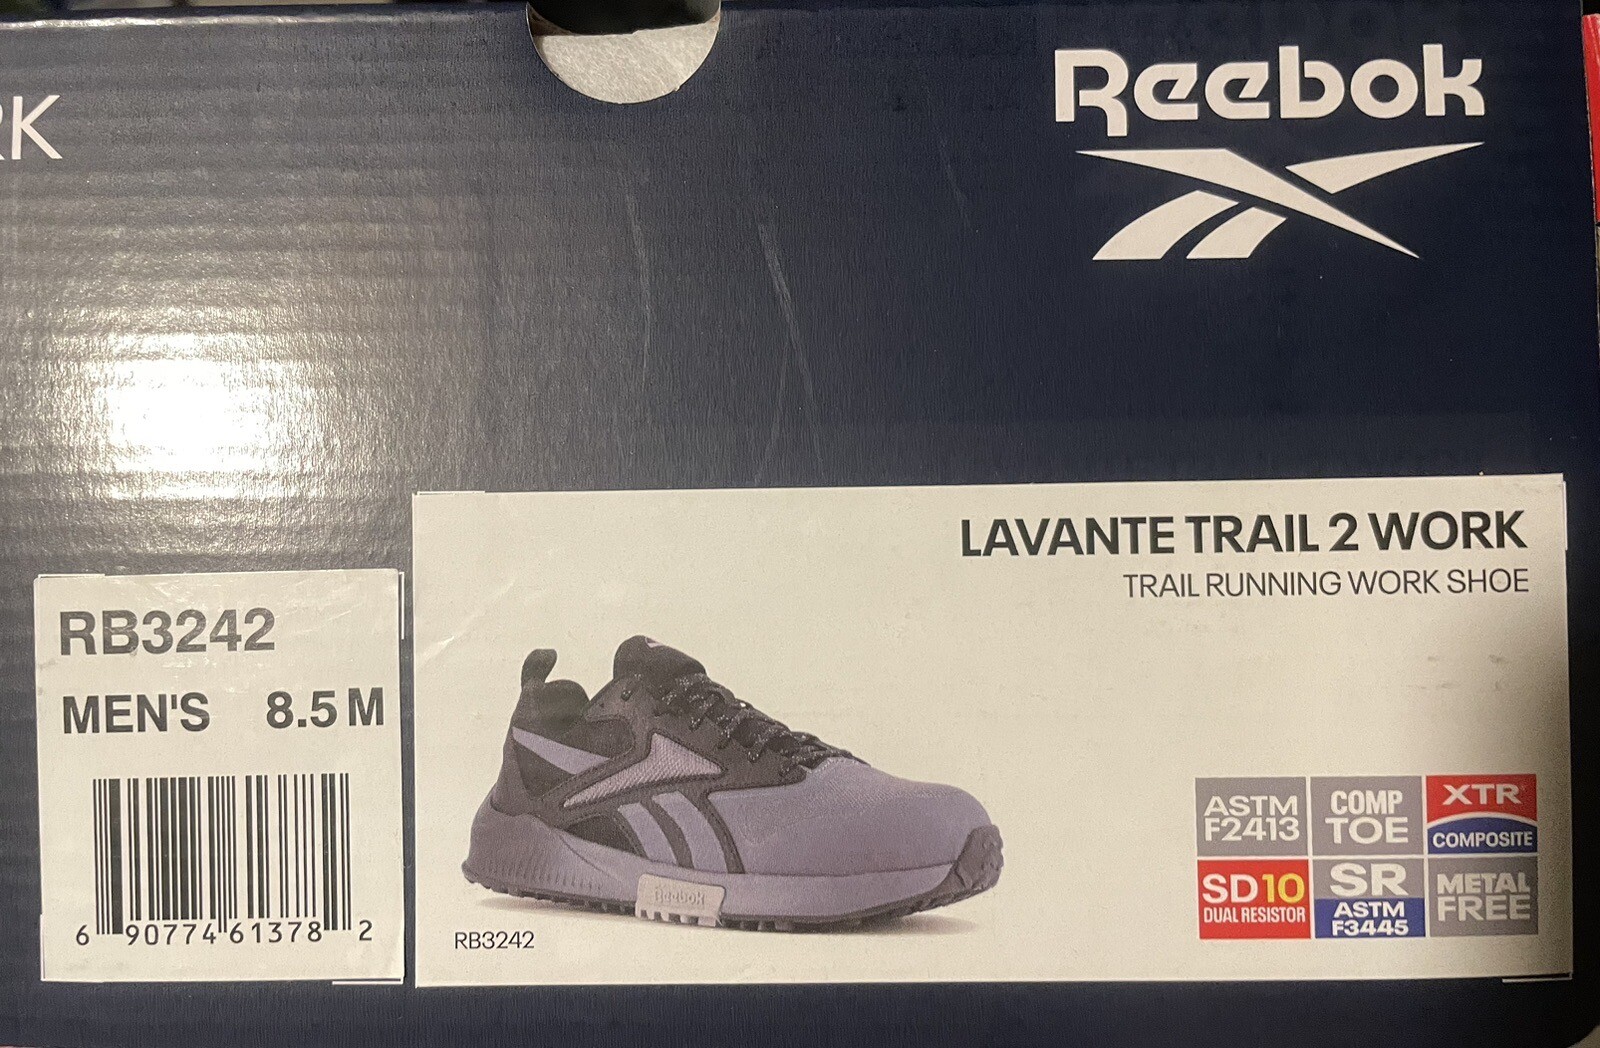 Reebok
RB3242
MEN'S 8.5 M
6 90774 61378 2
LAVANTE TRAIL 2 WORK
TRAIL RUNNING WORK SHOE
Reebok
RB3242
ASTM
F2413
COMP
TOE
XTR
COMPOSITE
SD10
DUAL RESISTOR
SR
ASTM
F3445
METAL
FREE